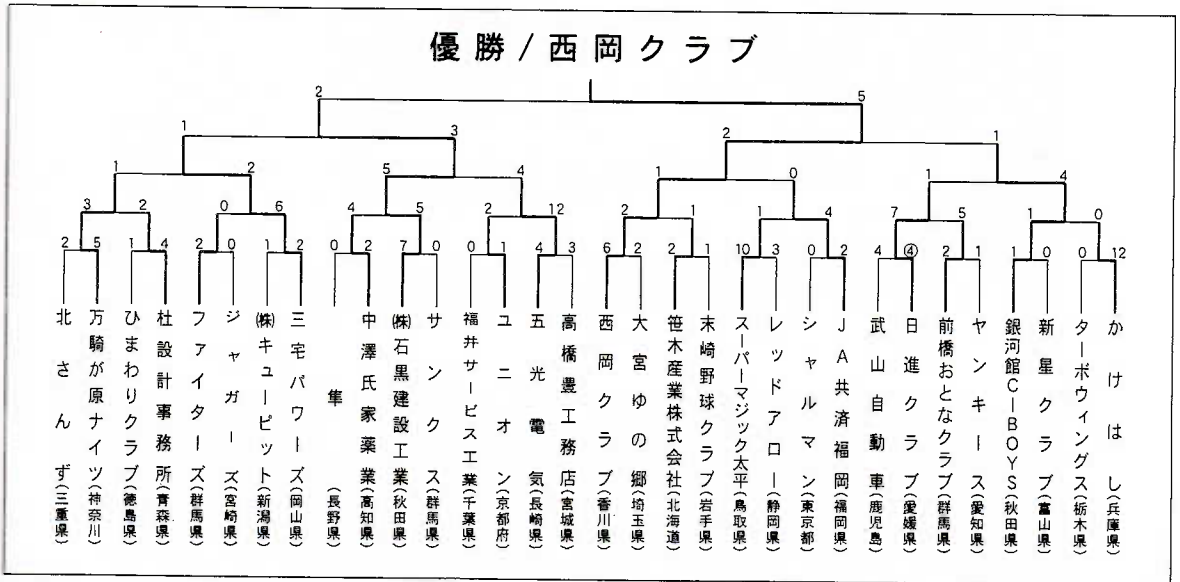 優勝/西岡クラブ
2 5
1 3 2 1
1 2 5 4 1 0 1 4
3 2 0 6 4 5 2 12 2 1 1 4 7 5 1 0
2 5 1 4 2 0 1 2 0 2 7 0 0 1 4 3 6 2 2 1 10 3 0 2 4 ④ 2 1 1 0 0 12
北さんず(三重県)
万騎が原ナイツ(神奈川)
ひまわりクラブ(徳島県)
杜設計事務所(青森県)
ファイターズ(群馬県)
ジャガーズ(宮崎県)
(株)キューピット(新潟県)
三宅パワーズ(岡山県)
隼(長野県)
中澤氏家薬業(高知県)
(株)石黒建設工業(秋田県)
サンクス(群馬県)
福井サービス工業(千葉県)
ユニオン(京都府)
五光電気(長崎県)
高橋畳工務店(宮城県)
西岡クラブ(香川県)
大宮ゆの郷(埼玉県)
笹木産業株式会社(北海道)
末崎野球クラブ(岩手県)
スーパーマジック太平(鳥取県)
レッドアロー(静岡県)
シャルマン(東京都)
JA共済福岡(福岡県)
武山自動車(鹿児島)
日進クラブ(愛媛県)
前橋おとなクラブ(群馬県)
ヤンキース(愛知県)
銀河館C-BOYS(秋田県)
新星クラブ(富山県)
ターボウィングス(栃木県)
かけはし(兵庫県)